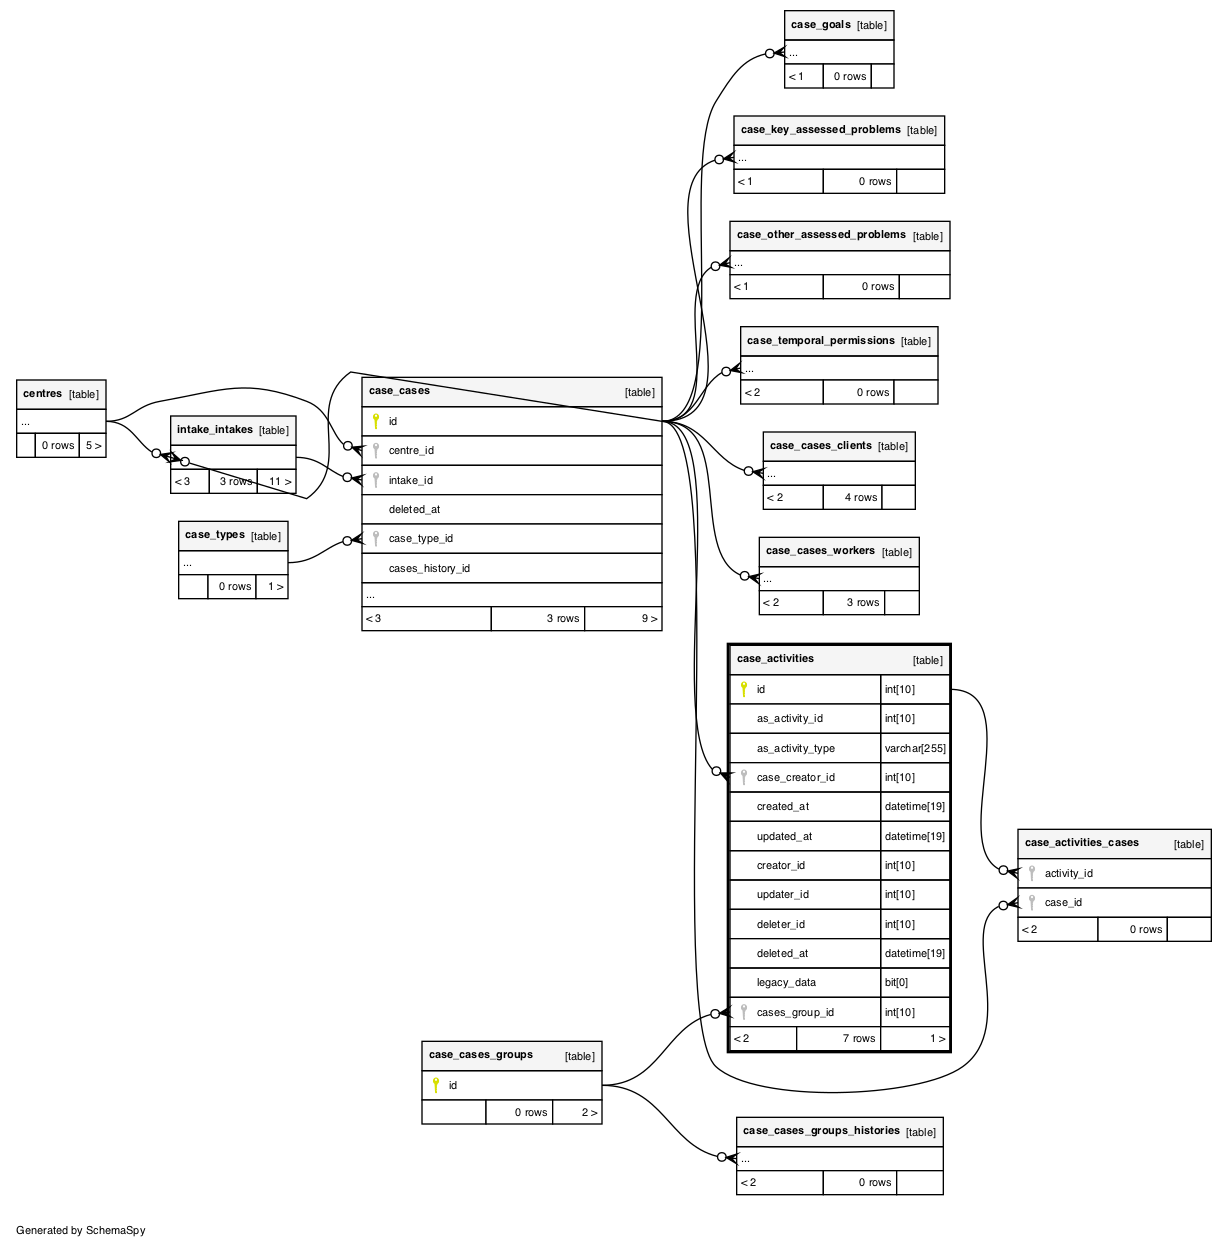 case_goals [table]
...
< 1 0 rows
case_key_assessed_problems [table]
...
< 1 0 rows
case_other_assessed_problems [table]
...
< 1 0 rows
case_temporal_permissions [table]
...
< 2 0 rows
centres [table]
...
0 rows 5 >
intake_intakes [table]
< 3 3 rows 11 >
case_types [table]
...
0 rows 1 >
case_cases [table]
id
centre_id
intake_id
deleted_at
case_type_id
cases_history_id
...
< 3 3 rows 9 >
case_cases_clients [table]
...
< 2 4 rows
case_cases_workers [table]
...
< 2 3 rows
case_activities [table]
id int[10]
as_activity_id int[10]
as_activity_type varchar[255]
case_creator_id int[10]
created_at datetime[19]
updated_at datetime[19]
creator_id int[10]
updater_id int[10]
deleter_id int[10]
deleted_at datetime[19]
legacy_data bit[0]
cases_group_id int[10]
< 2 7 rows 1 >
case_activities_cases [table]
activity_id
case_id
< 2 0 rows
case_cases_groups [table]
id
0 rows 2 >
case_cases_groups_histories [table]
...
< 2 0 rows
Generated by SchemaSpy